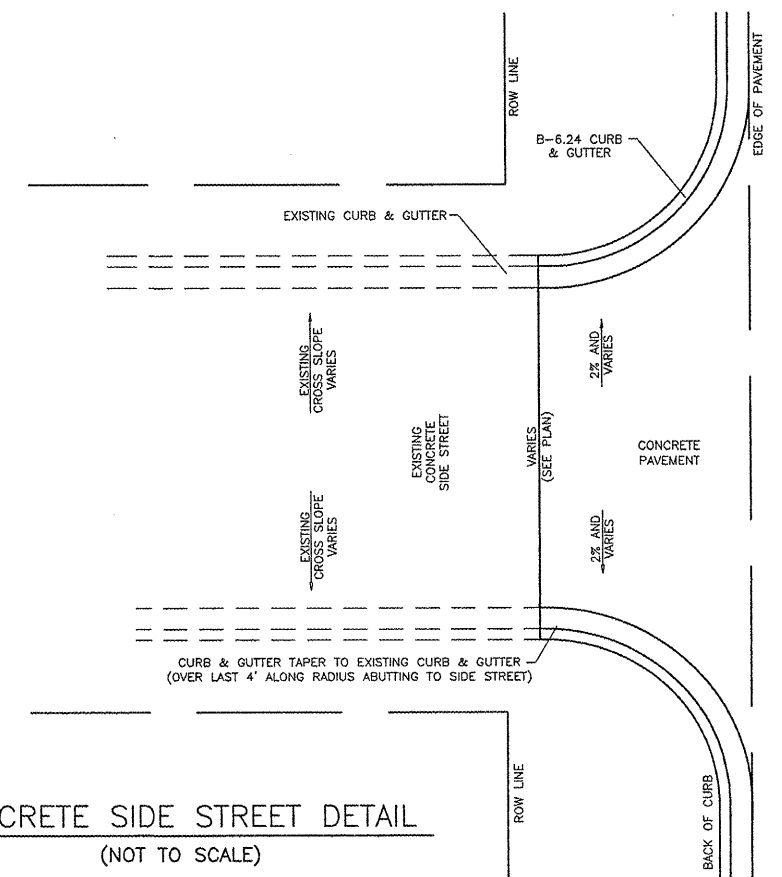 ROW LINE
EDGE OF PAVEMENT
B-6.24 CURB
& GUTTER
EXISTING CURB & GUTTER
EXISTING
CROSS SLOPE
VARIES
2% AND
VARIES
EXISTING
CONCRETE
SIDE STREET
VARIES
(SEE PLAN)
CONCRETE
PAVEMENT
EXISTING
CROSS SLOPE
VARIES
2% AND
VARIES
CURB & GUTTER TAPER TO EXISTING CURB & GUTTER
(OVER LAST 4' ALONG RADIUS ABUTTING TO SIDE STREET)
ROW LINE
BACK OF CURB
CRETE SIDE STREET DETAIL
(NOT TO SCALE)